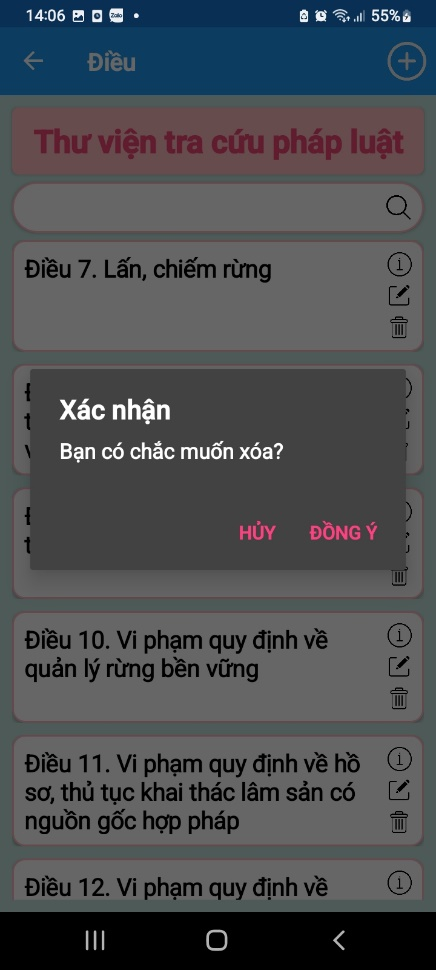 14:06
Zalo
55%
Điều
Thư viện tra cứu pháp luật
Điều 7. Lấn, chiếm rừng
Xác nhận
Bạn có chắc muốn xóa?
HỦY ĐỒNG Ý
Điều 10. Vi phạm quy định về
quản lý rừng bền vững
Điều 11. Vi phạm quy định về hồ
sơ, thủ tục khai thác lâm sản có
nguồn gốc hợp pháp
Điều 12. Vi phạm quy định về